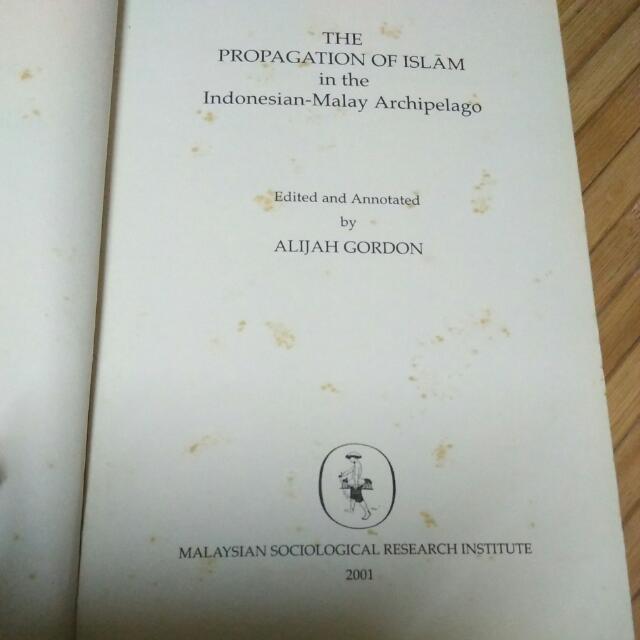 THE
PROPAGATION OF ISLĀM
in the
Indonesian-Malay Archipelago
Edited and Annotated
by
ALIJAH GORDON
MALAYSIAN SOCIOLOGICAL RESEARCH INSTITUTE
2001